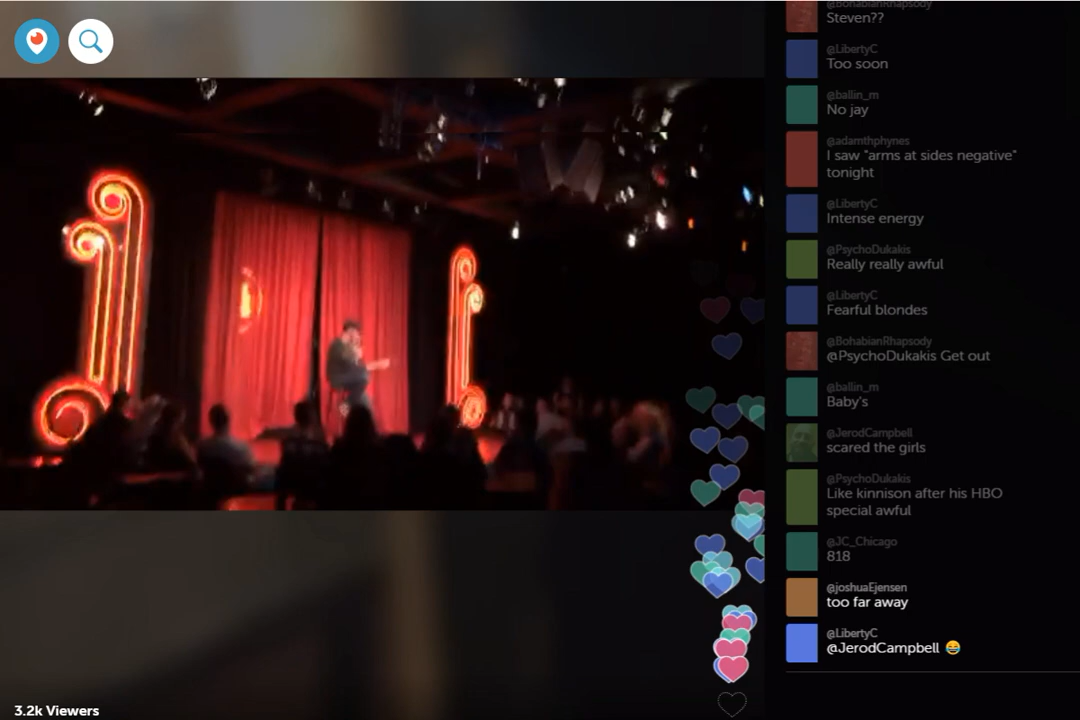 @BohabianRhapsody
Steven??
@LibertyC
Too soon
@ballin_m
No jay
@adamthphynes
I saw "arms at sides negative"
tonight
@LibertyC
Intense energy
@PsychoDukakis
Really really awful
@LibertyC
Fearful blondes
@BohabianRhapsody
@PsychoDukakis Get out
@ballin_m
Baby's
@JerodCampbell
scared the girls
@PsychoDukakis
Like kinnison after his HBO
special awful
@JC_Chicago
818
@joshuaEjensen
too far away
@LibertyC
@JerodCampbell 😂
3.2k Viewers